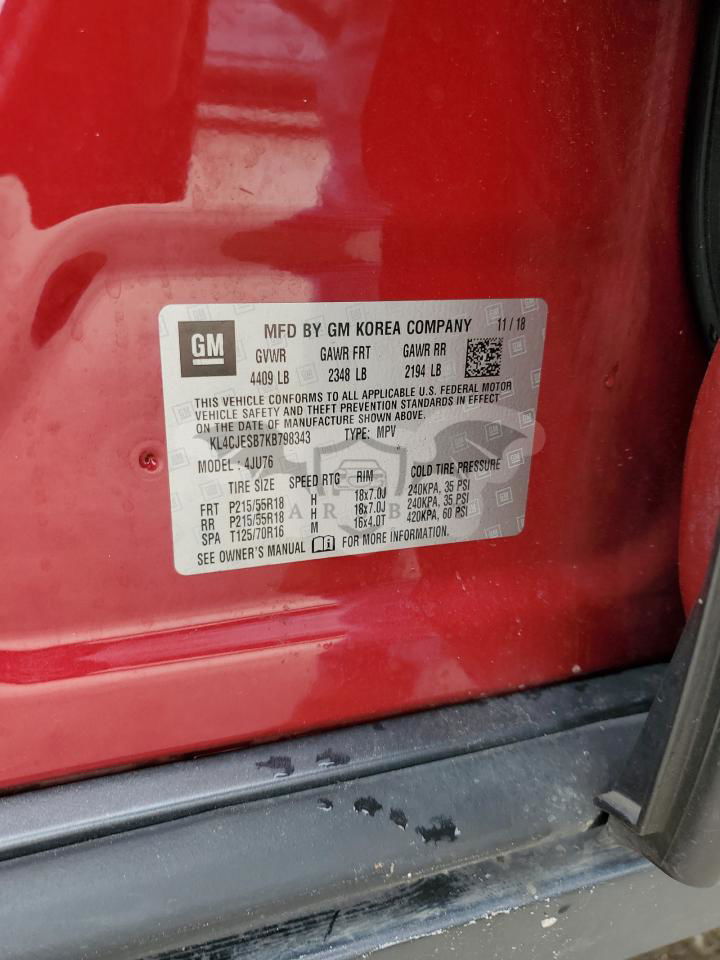 GM MFD BY GM KOREA COMPANY 11 / 18
GVWR GAWR FRT GAWR RR
4409 LB 2348 LB 2194 LB
THIS VEHICLE CONFORMS TO ALL APPLICABLE U.S. FEDERAL MOTOR
VEHICLE SAFETY AND THEFT PREVENTION STANDARDS IN EFFECT
ON THE DATE OF MANUFACTURE SHOWN ABOVE.
KL4CJESB7KB798343 TYPE: MPV
MODEL : 4JU76
TIRE SIZE SPEED RTG RIM COLD TIRE PRESSURE
FRT P215/55R18 H 18x7.0J 240KPA, 35 PSI
RR P215/55R18 H 18x7.0J 240KPA, 35 PSI
SPA T125/70R16 M 16x4.0T 420KPA, 60 PSI
SEE OWNER'S MANUAL FOR MORE INFORMATION.